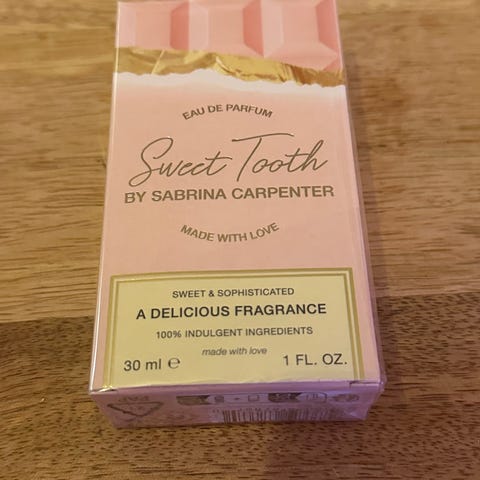 EAU DE PARFUM
Sweet Tooth
BY SABRINA CARPENTER
MADE WITH LOVE
SWEET & SOPHISTICATED
A DELICIOUS FRAGRANCE
100% INDULGENT INGREDIENTS
made with love
30 ml ℮ 1 FL. OZ.
PAP